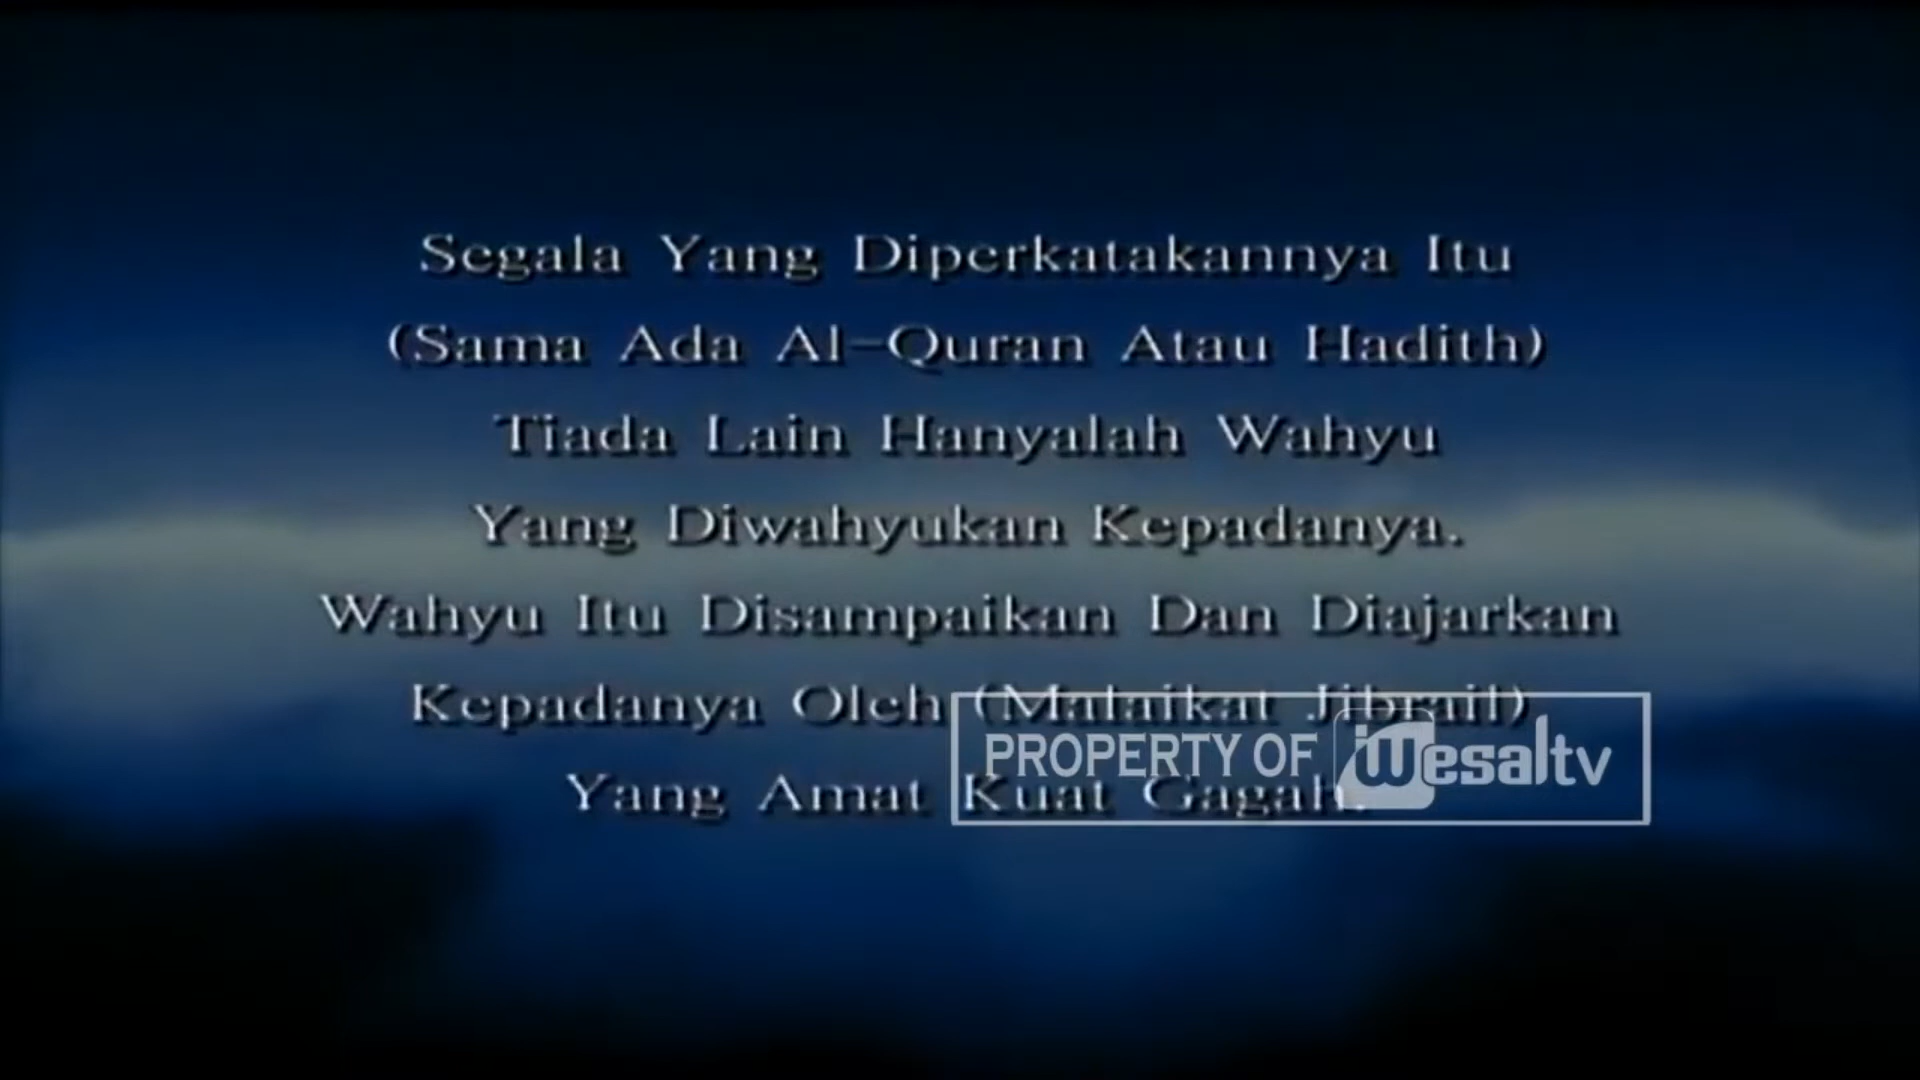 Segala Yang Diperkatakannya Itu
(Sama Ada Al-Quran Atau Hadith)
Tiada Lain Hanyalah Wahyu
Yang Diwahyukan Kepadanya.
Wahyu Itu Disampaikan Dan Diajarkan
Kepadanya Oleh (Malaikat Jibrail)
PROPERTY OF iWesaltv
Yang Amat Kuat Gagah.